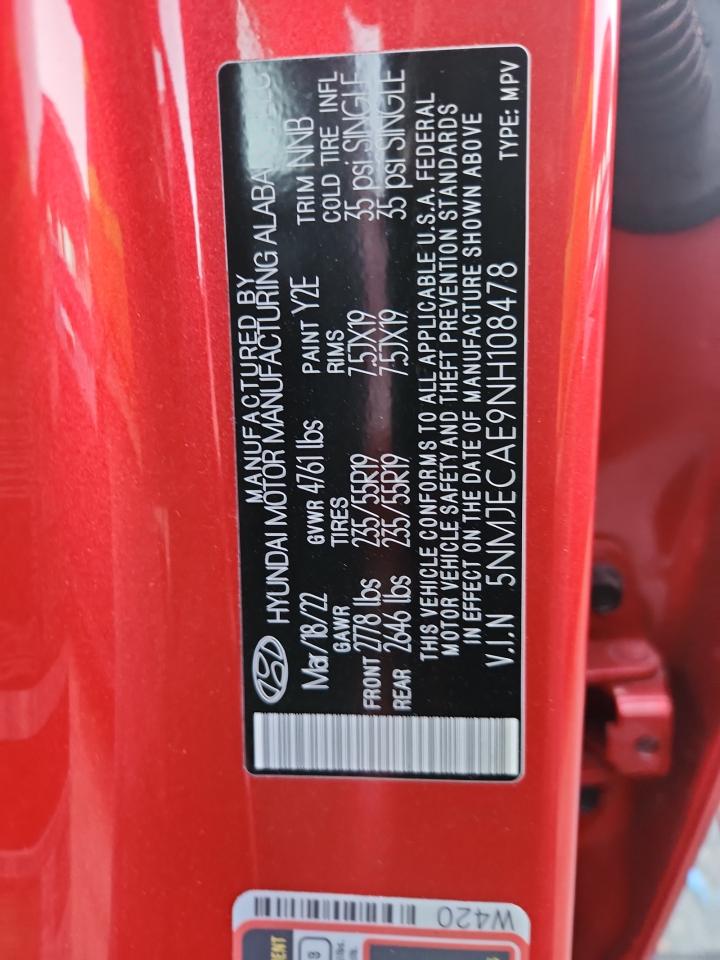 MANUFACTURED BY
HYUNDAI MOTOR MANUFACTURING ALABA
Mar/18/22 GVWR 4761 lbs PAINT Y2E TRIM NNB
GAWR TIRES RIMS COLD TIRE INFL
FRONT 2778 lbs 235/55R19 7.5JX19 35 psi SINGLE
REAR 2646 lbs 235/55R19 7.5JX19 35 psi SINGLE
THIS VEHICLE CONFORMS TO ALL APPLICABLE U.S.A. FEDERAL
MOTOR VEHICLE SAFETY AND THEFT PREVENTION STANDARDS
IN EFFECT ON THE DATE OF MANUFACTURE SHOWN ABOVE
V.I.N 5NMJECAE9NH108478 TYPE: MPV
W420